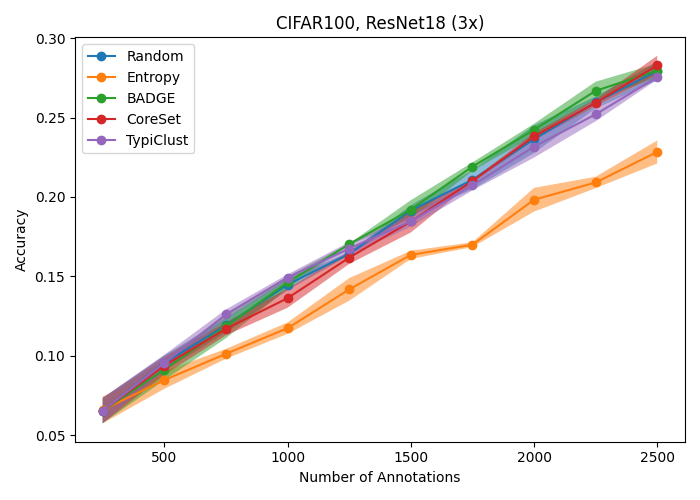 CIFAR100, ResNet18 (3x)
0.30
0.25
0.20
0.15
0.10
0.05
Accuracy
Random
Entropy
BADGE
CoreSet
TypiClust
500
1000
1500
2000
2500
Number of Annotations